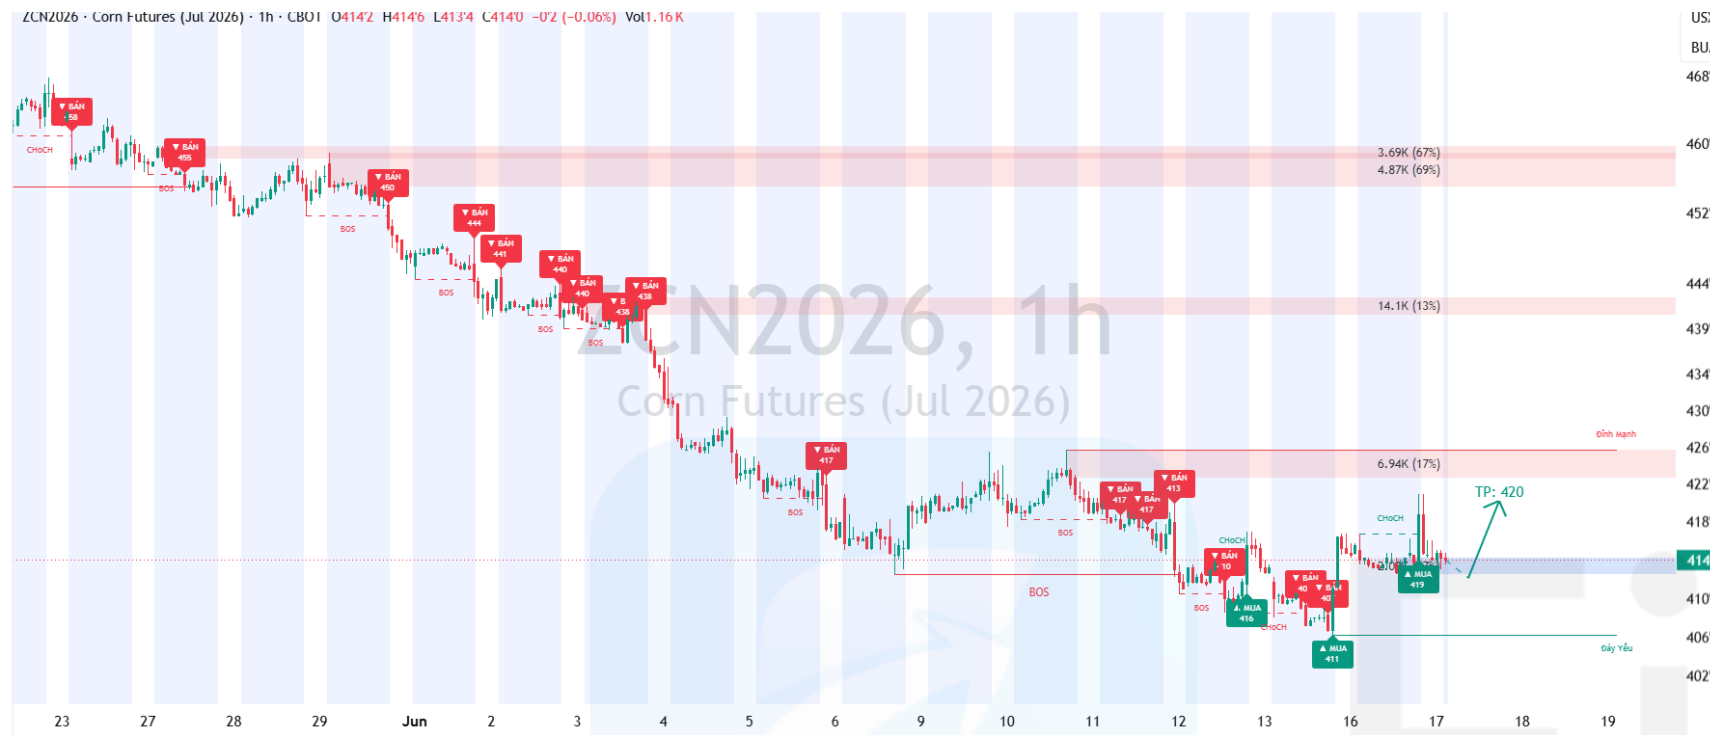 ZCN2026 · Corn Futures (Jul 2026) · 1h · CBOT O414'2 H414'6 L413'4 C414'0 −0'2 (−0.06%) Vol1.16 K
468'
▼ BÁN
458
CHoCH
▼ BÁN
455
BOS
3.69K (67%)
4.87K (69%)
460'
▼ BÁN
450
BOS
452'
▼ BÁN
444
▼ BÁN
441
BOS
▼ BÁN
440
▼ BÁN
440
438
▼ BÁN
438
BOS
BOS
444'
14.1K (13%)
439'
ZCN2026, 1h
Corn Futures (Jul 2026)
434'
430'
Đỉnh Mạnh
426'
▼ BÁN
417
BOS
6.94K (17%)
422'
TP: 420
▼ BÁN
417
▼ BÁN
417
▼ BÁN
413
BOS
CHoCH
418'
CHoCH
414
▼ BÁN
BOS
BOS
▲ MUA
416
▼ BÁN
CHoCH
▲ MUA
411
▲ MUA
419
410'
406'
Đáy Yếu
402'
23 27 28 29 Jun 2 3 4 5 6 9 10 11 12 13 16 17 18 19